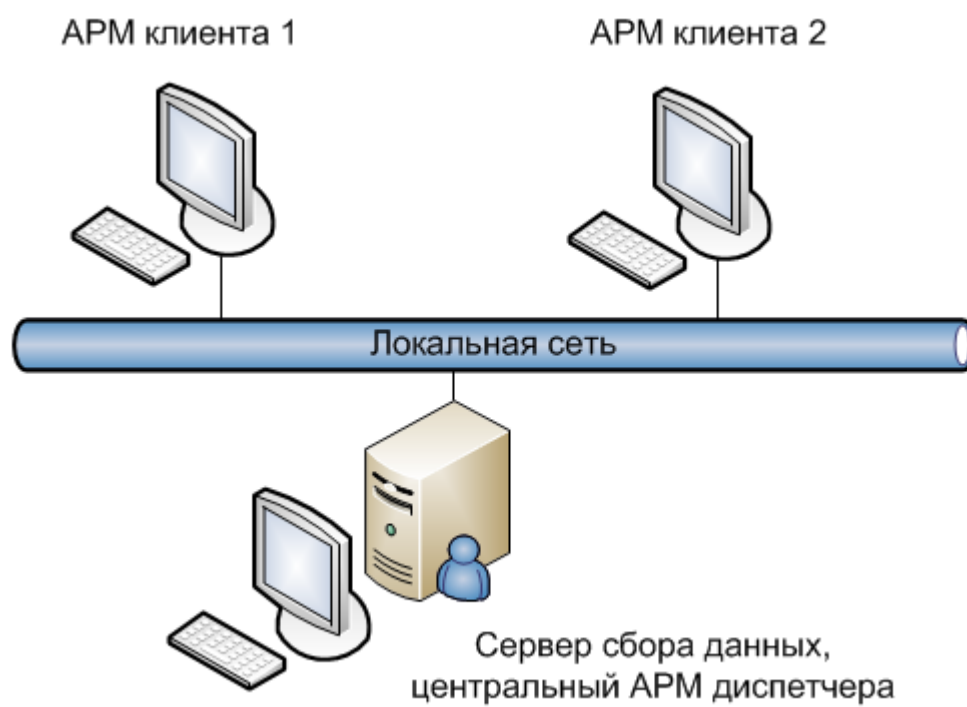 АРМ клиента 1
АРМ клиента 2
Локальная сеть
Сервер сбора данных,
центральный АРМ диспетчера